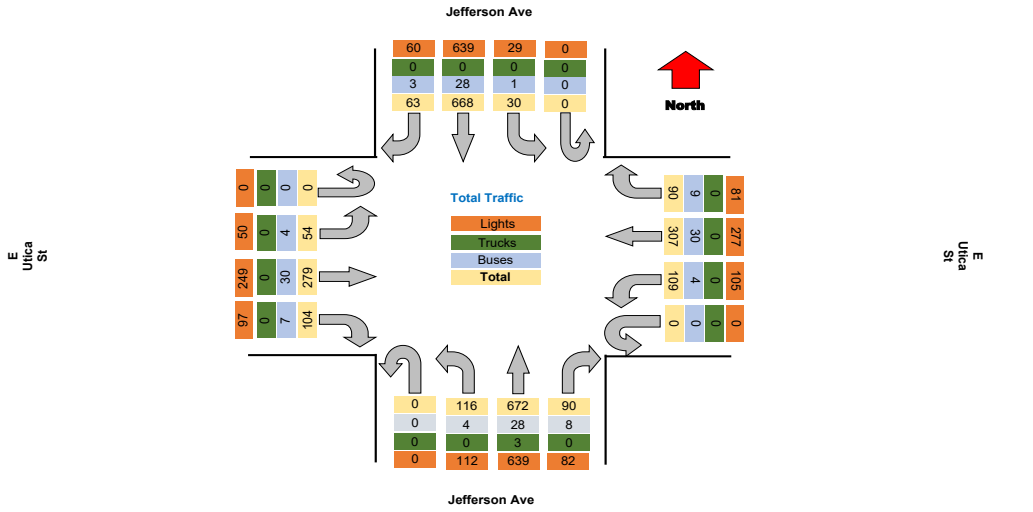 Jefferson Ave
60 639 29 0
0 0 0 0
3 28 1 0
63 668 30 0
North
0 0 0 0
50 0 4 54
249 0 30 279
97 0 7 104
E
Utica
St
Total Traffic
Lights
Trucks
Buses
Total
90 9 0 81
307 30 0 277
109 4 0 105
0 0 0 0
E
Utica
St
0 116 672 90
0 4 28 8
0 0 3 0
0 112 639 82
Jefferson Ave